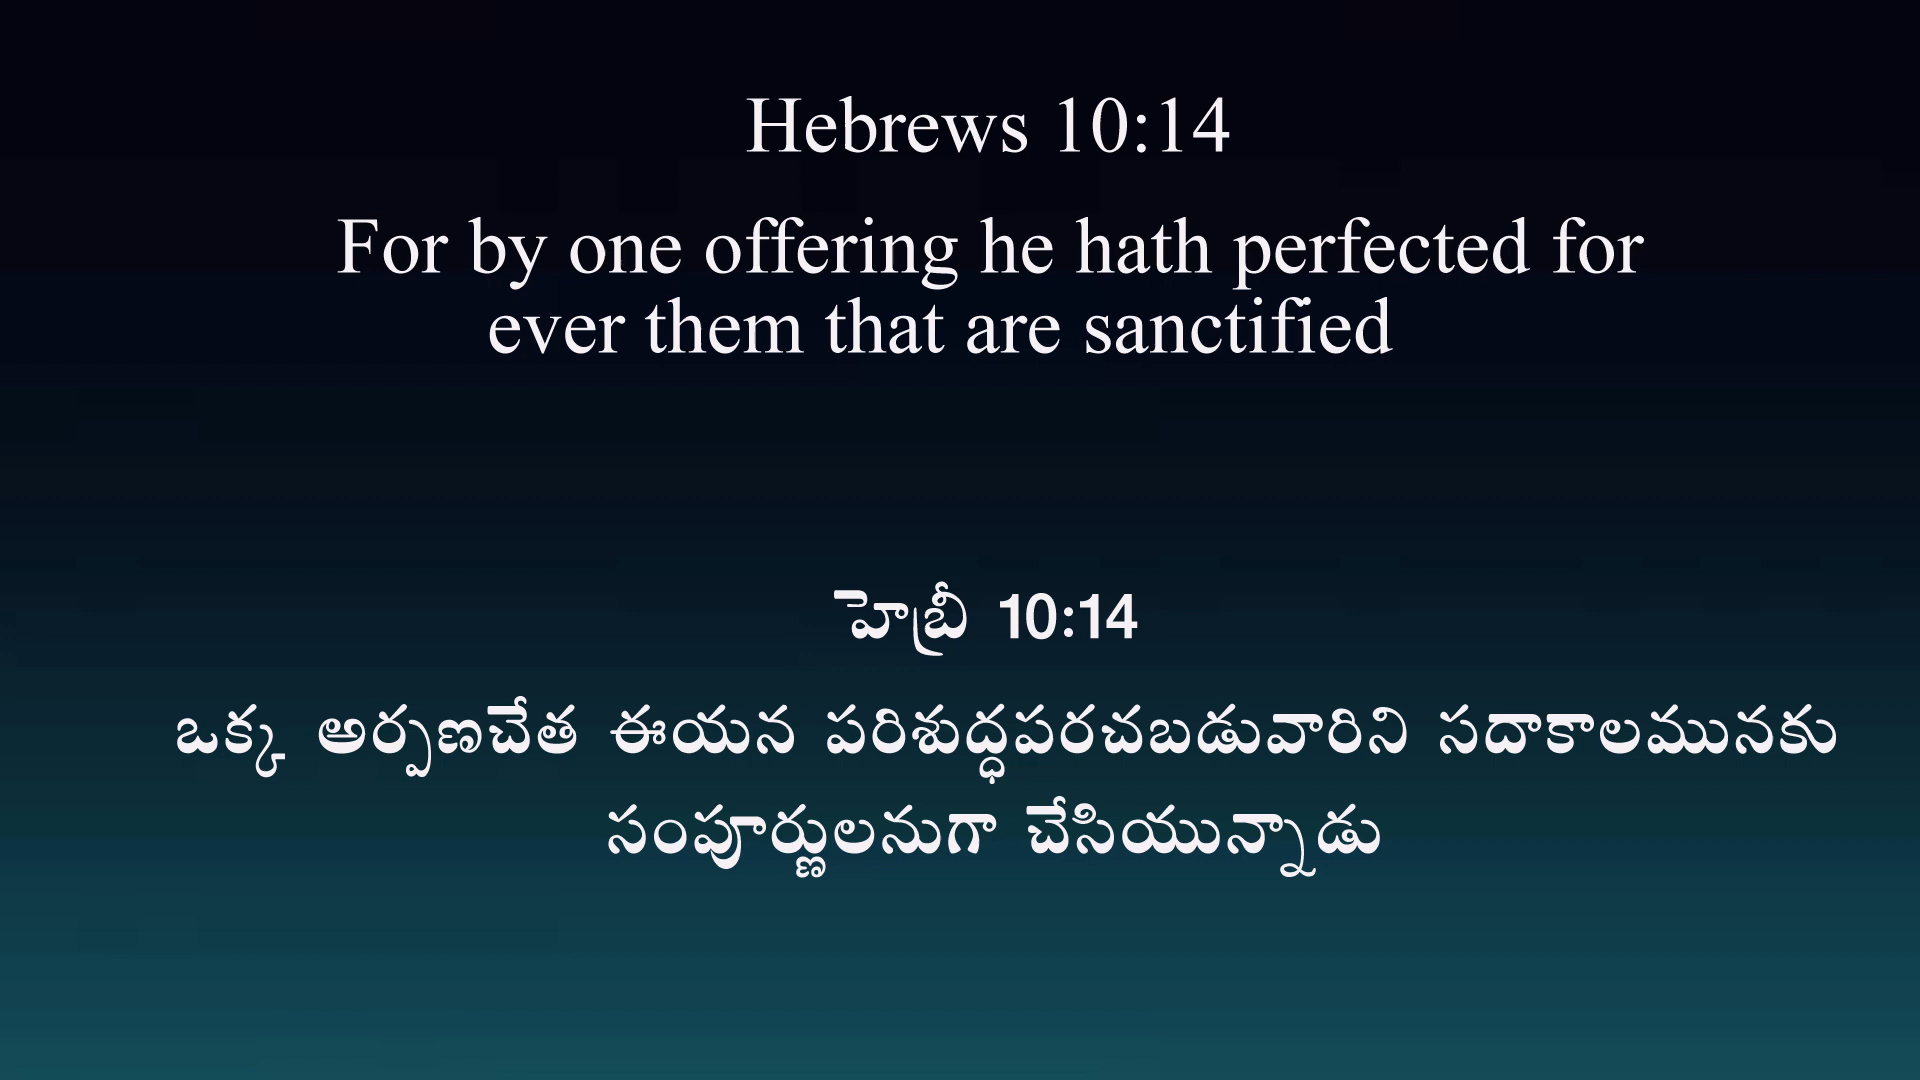 Hebrews 10:14
For by one offering he hath perfected for
ever them that are sanctified
హెబ్రీ 10:14
ఒక్క అర్పణచేత ఈయన పరిశుద్ధపరచబడువారిని సదాకాలమునకు
సంపూర్ణులనుగా చేసియున్నాడు